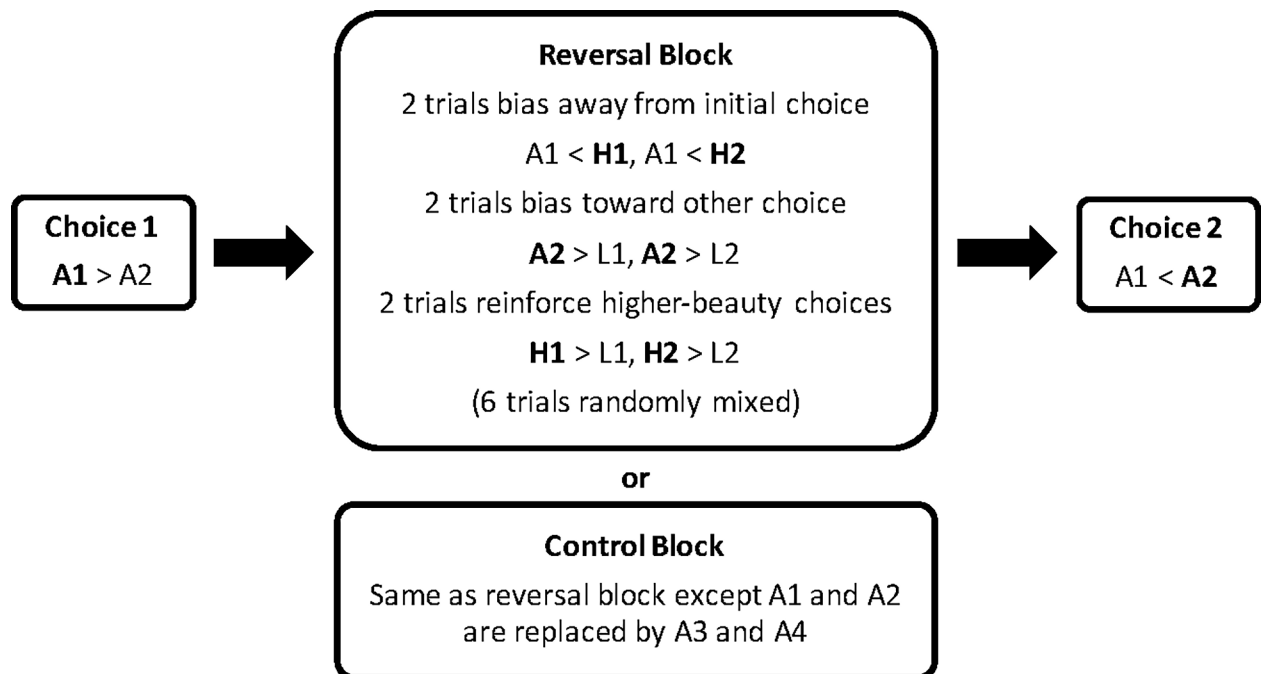 Choice 1
A1 > A2
Reversal Block
2 trials bias away from initial choice
A1 < H1, A1 < H2
2 trials bias toward other choice
A2 > L1, A2 > L2
2 trials reinforce higher-beauty choices
H1 > L1, H2 > L2
(6 trials randomly mixed)
or
Control Block
Same as reversal block except A1 and A2
are replaced by A3 and A4
Choice 2
A1 < A2